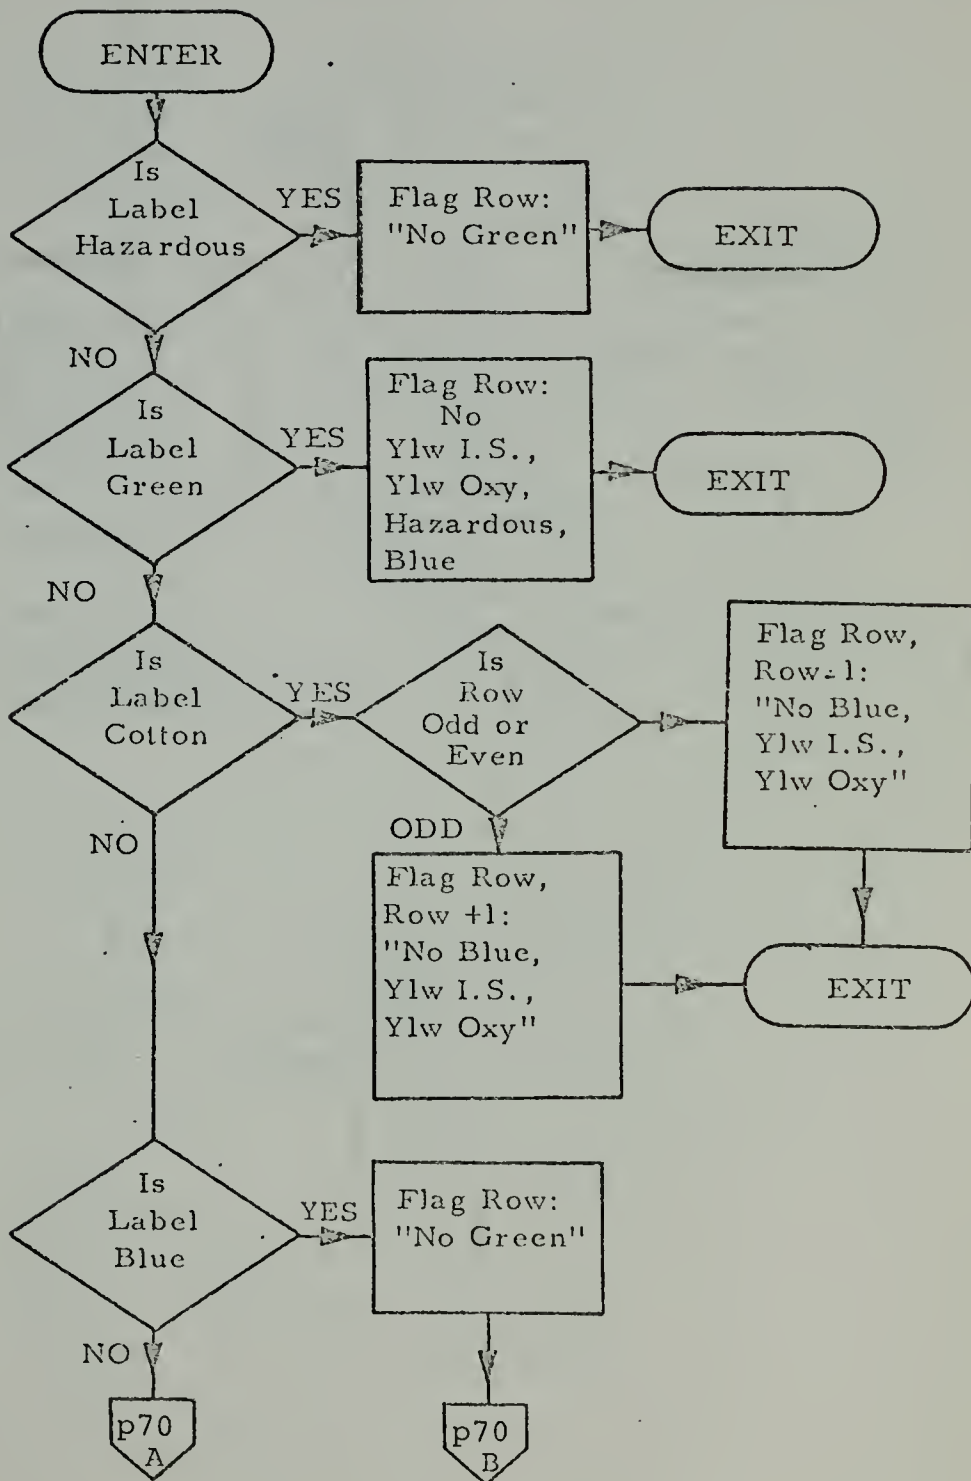 ENTER
Is
Label
Hazardous
YES
Flag Row:
"No Green"
EXIT
NO
Is
Label
Green
YES
Flag Row:
No
Ylw I.S.,
Ylw Oxy,
Hazardous,
Blue
EXIT
NO
Is
Label
Cotton
YES
Is
Row
Odd or
Even
Flag Row,
Row-1:
"No Blue,
Ylw I.S.,
Ylw Oxy"
NO
ODD
Flag Row,
Row +1:
"No Blue,
Ylw I.S.,
Ylw Oxy"
EXIT
Is
Label
Blue
YES
Flag Row:
"No Green"
NO
p70
A
p70
B